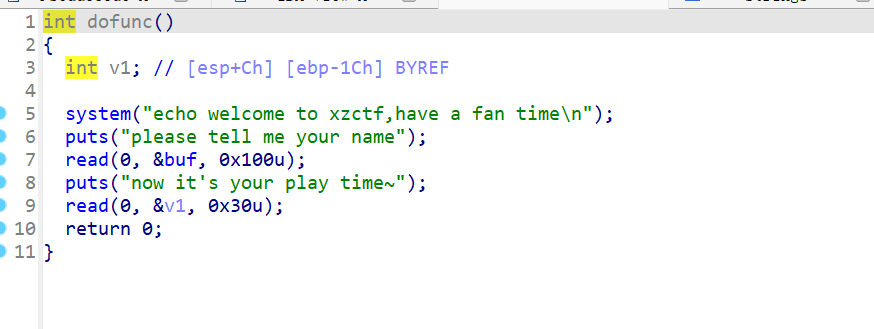 1 int dofunc()
2 {
3 int v1; // [esp+Ch] [ebp-1Ch] BYREF
4
5 system("echo welcome to xzctf,have a fan time\n");
6 puts("please tell me your name");
7 read(0, &buf, 0x100u);
8 puts("now it's your play time~");
9 read(0, &v1, 0x30u);
10 return 0;
11 }